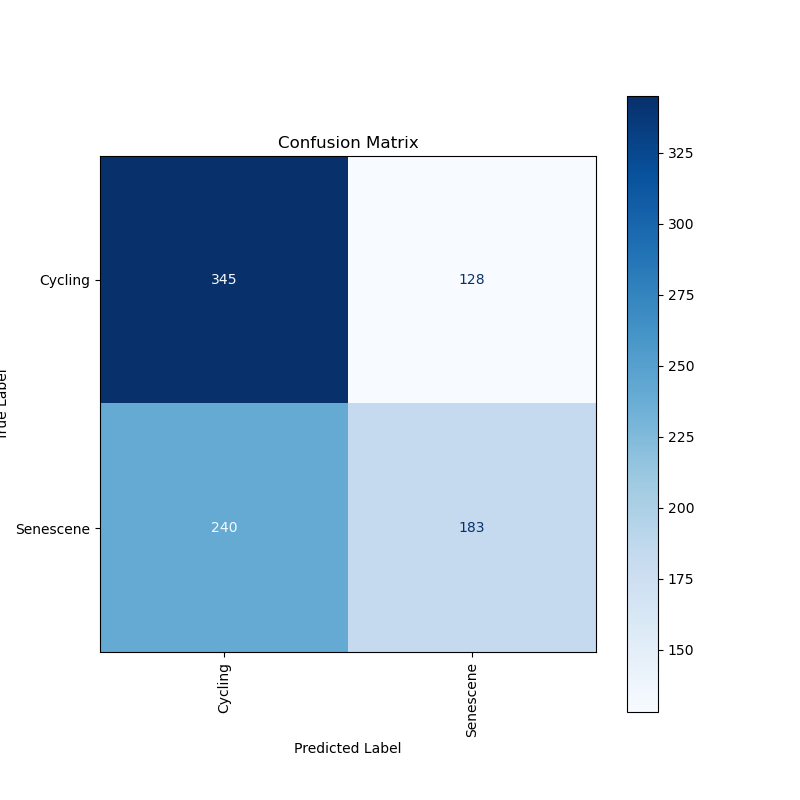 Confusion Matrix
Cycling
345
128
Senescene
240
183
Cycling
Senescene
Predicted Label
Label
325
300
275
250
225
200
175
150